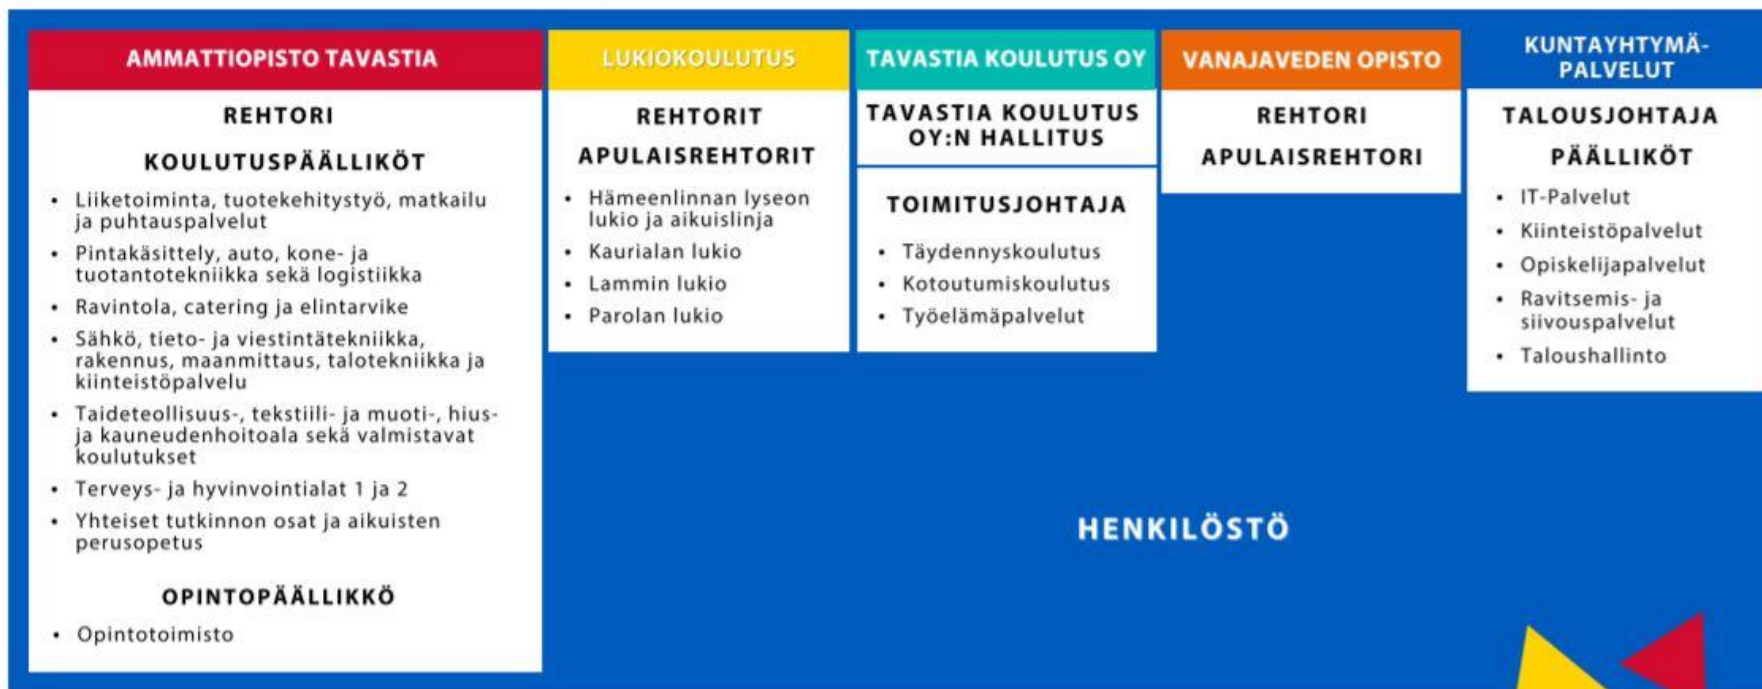 AMMATTIOPISTO TAVASTIA
REHTORI
KOULUTUSPÄÄLLIKÖT
• Liiketoiminta, tuotekehitystyö, matkailu
ja puhtauspalvelut
• Pintakäsittely, auto, kone- ja
tuotantotekniikka sekä logistiikka
• Ravintola, catering ja elintarvike
• Sähkö, tieto- ja viestintätekniikka,
rakennus, maanmittaus, talotekniikka ja
kiinteistöpalvelu
• Taideteollisuus-, tekstiili- ja muoti-, hius-
ja kauneudenhoitoala sekä valmistavat
koulutukset
• Terveys- ja hyvinvointialat 1 ja 2
• Yhteiset tutkinnon osat ja aikuisten
perusopetus
OPINTOPÄÄLLIKKÖ
• Opintotoimisto
LUKIOKOULUTUS
REHTORIT
APULAISREHTORIT
• Hämeenlinnan lyseon
lukio ja aikuislinja
• Kaurialan lukio
• Lammin lukio
• Parolan lukio
TAVASTIA KOULUTUS OY
TAVASTIA KOULUTUS
OY:N HALLITUS
TOIMITUSJOHTAJA
• Täydennyskoulutus
• Kotoutumiskoulutus
• Työelämäpalvelut
VANAJAVEDEN OPISTO
REHTORI
APULAISREHTORI
KUNTAYHTYMÄ-
PALVELUT
TALOUSJOHTAJA
PÄÄLLIKÖT
• IT-Palvelut
• Kiinteistöpalvelut
• Opiskelijapalvelut
• Ravitsemis- ja
siivouspalvelut
• Taloushallinto
HENKILÖSTÖ